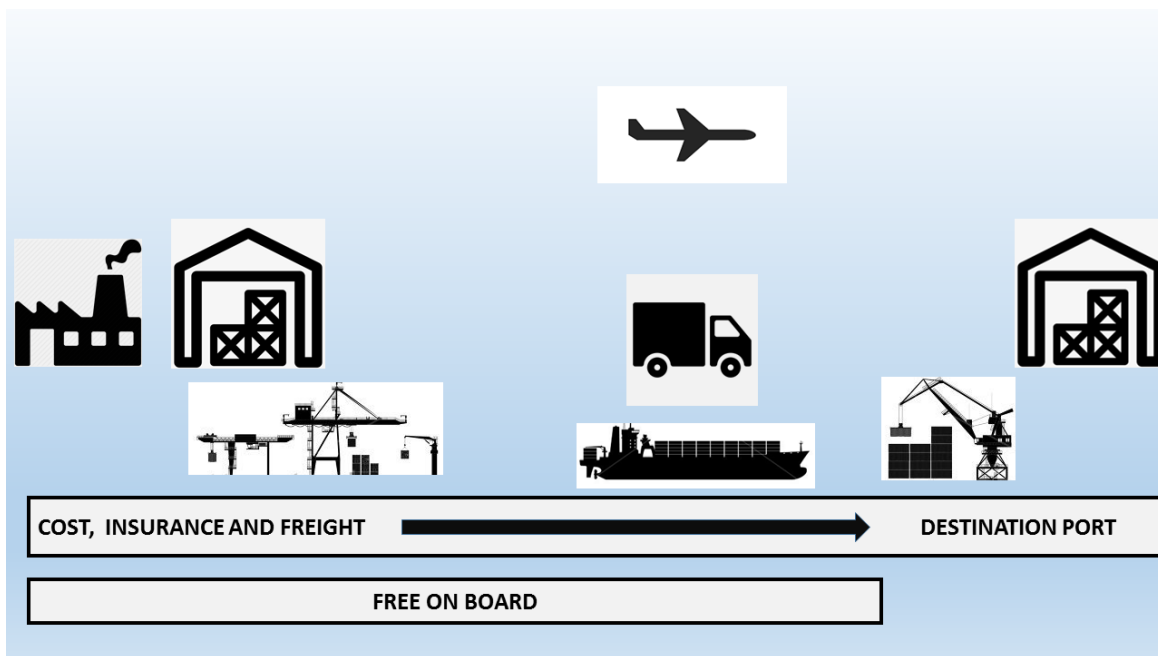 COST, INSURANCE AND FREIGHT
DESTINATION PORT
FREE ON BOARD